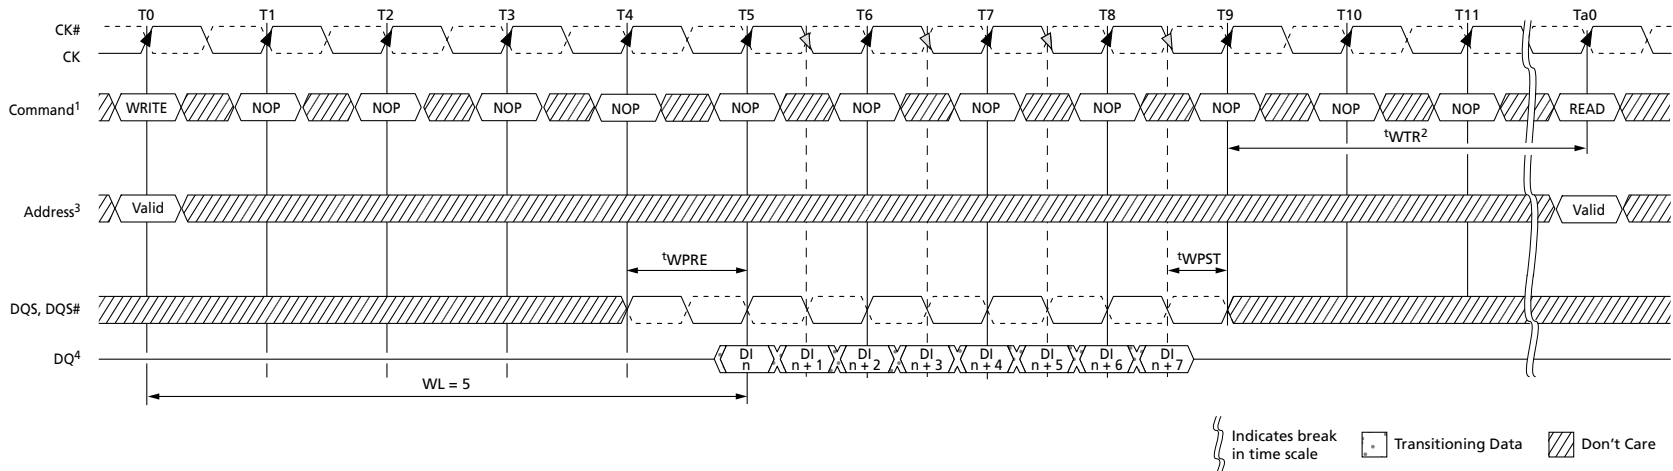 T0 T1 T2 T3 T4 T5 T6 T7 T8 T9 T10 T11 Ta0
CK#
CK
Command1 WRITE NOP NOP NOP NOP NOP NOP NOP NOP NOP NOP NOP READ
tWTR2
Address3 Valid Valid
tWPRE tWPST
DQS, DQS#
DQ4 DI n DI n + 1 DI n + 2 DI n + 3 DI n + 4 DI n + 5 DI n + 6 DI n + 7
WL = 5
Indicates break
in time scale
Transitioning Data
Don't Care